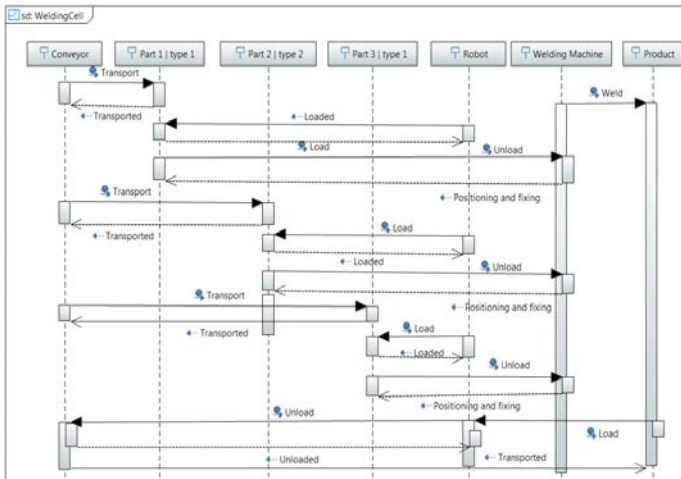 sd: WeldingCell
Conveyor
Part 1 | type 1
Part 2 | type 2
Part 3 | type 1
Robot
Welding Machine
Product
Transport
Weld
Transported
Loaded
Load
Unload
Positioning and fixing
Transport
Transported
Load
Loaded
Unload
Transport
Positioning and fixing
Transported
Load
Loaded
Unload
Positioning and fixing
Unload
Load
Unloaded
Transported